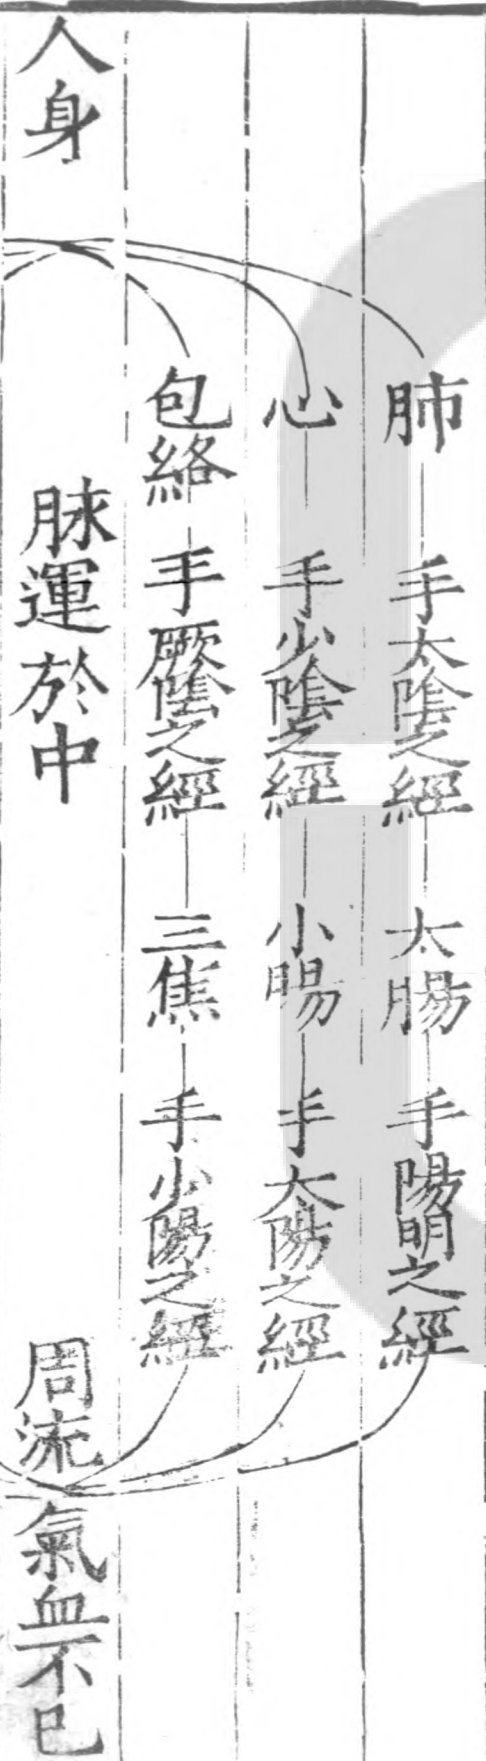 肺 手太陰之經 太腸 手陽明之經
心 手少陰之經 小腸 手太陽之經
包絡 手厥陰之經 三焦 手少陽之經
人身 脉運於中 周流氣血不已